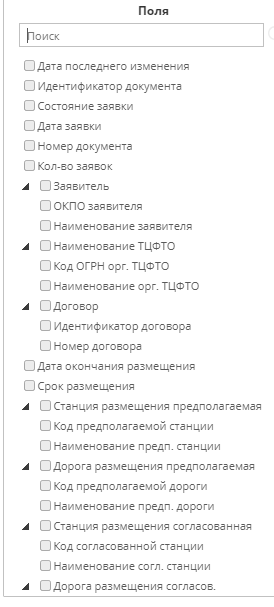 Поля
Поиск
Дата последнего изменения
Идентификатор документа
Состояние заявки
Дата заявки
Номер документа
Кол-во заявок
Заявитель
ОКПО заявителя
Наименование заявителя
Наименование ТЦФТО
Код ОГРН орг. ТЦФТО
Наименование орг. ТЦФТО
Договор
Идентификатор договора
Номер договора
Дата окончания размещения
Срок размещения
Станция размещения предполагаемая
Код предполагаемой станции
Наименование предп. станции
Дорога размещения предполагаемая
Код предполагаемой дороги
Наименование предп. дороги
Станция размещения согласованная
Код согласованной станции
Наименование согл. станции
Дорога размещения согласов.